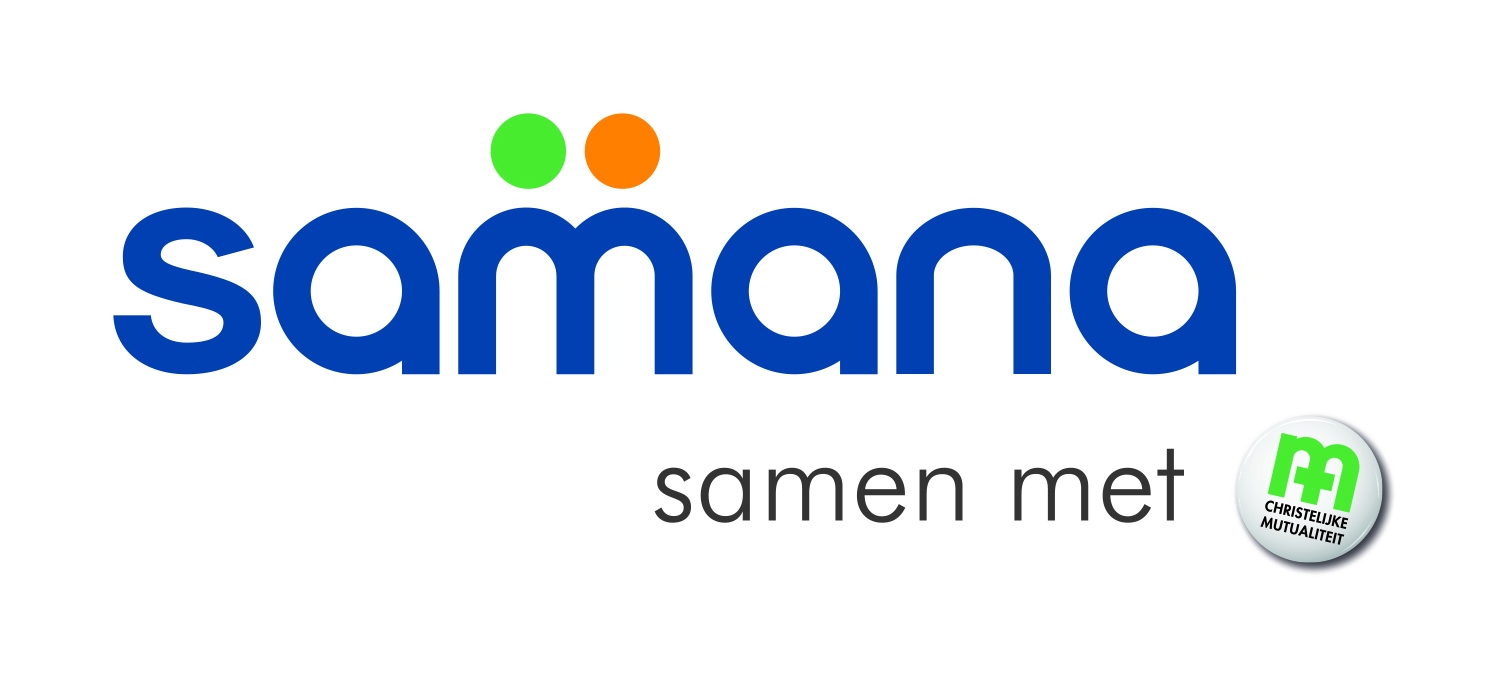 samana
samen met
CHRISTELIJKE
MUTUALITEIT